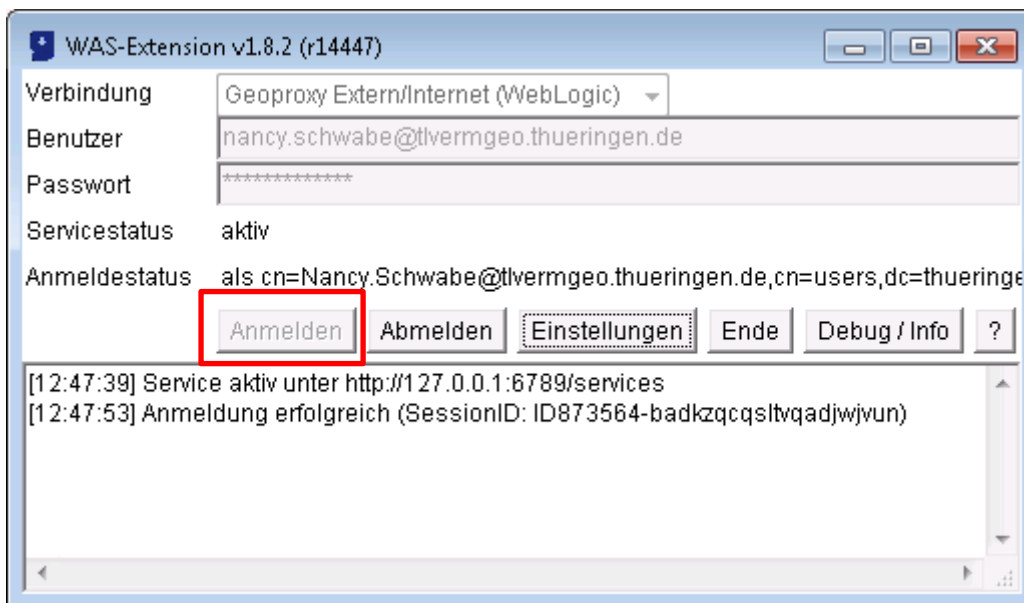 WAS-Extension v1.8.2 (r14447)
Verbindung Geoproxy Extern/Internet (WebLogic)
Benutzer nancy.schwabe@tlvermgeo.thueringen.de
Passwort *************
Servicestatus aktiv
Anmeldestatus als cn=Nancy.Schwabe@tlvermgeo.thueringen.de,cn=users,dc=thueringe
Anmelden Abmelden Einstellungen Ende Debug / Info ?
[12:47:39] Service aktiv unter http://127.0.0.1:6789/services
[12:47:53] Anmeldung erfolgreich (SessionID: ID873564-badkzqcqsltvqadjwjvun)